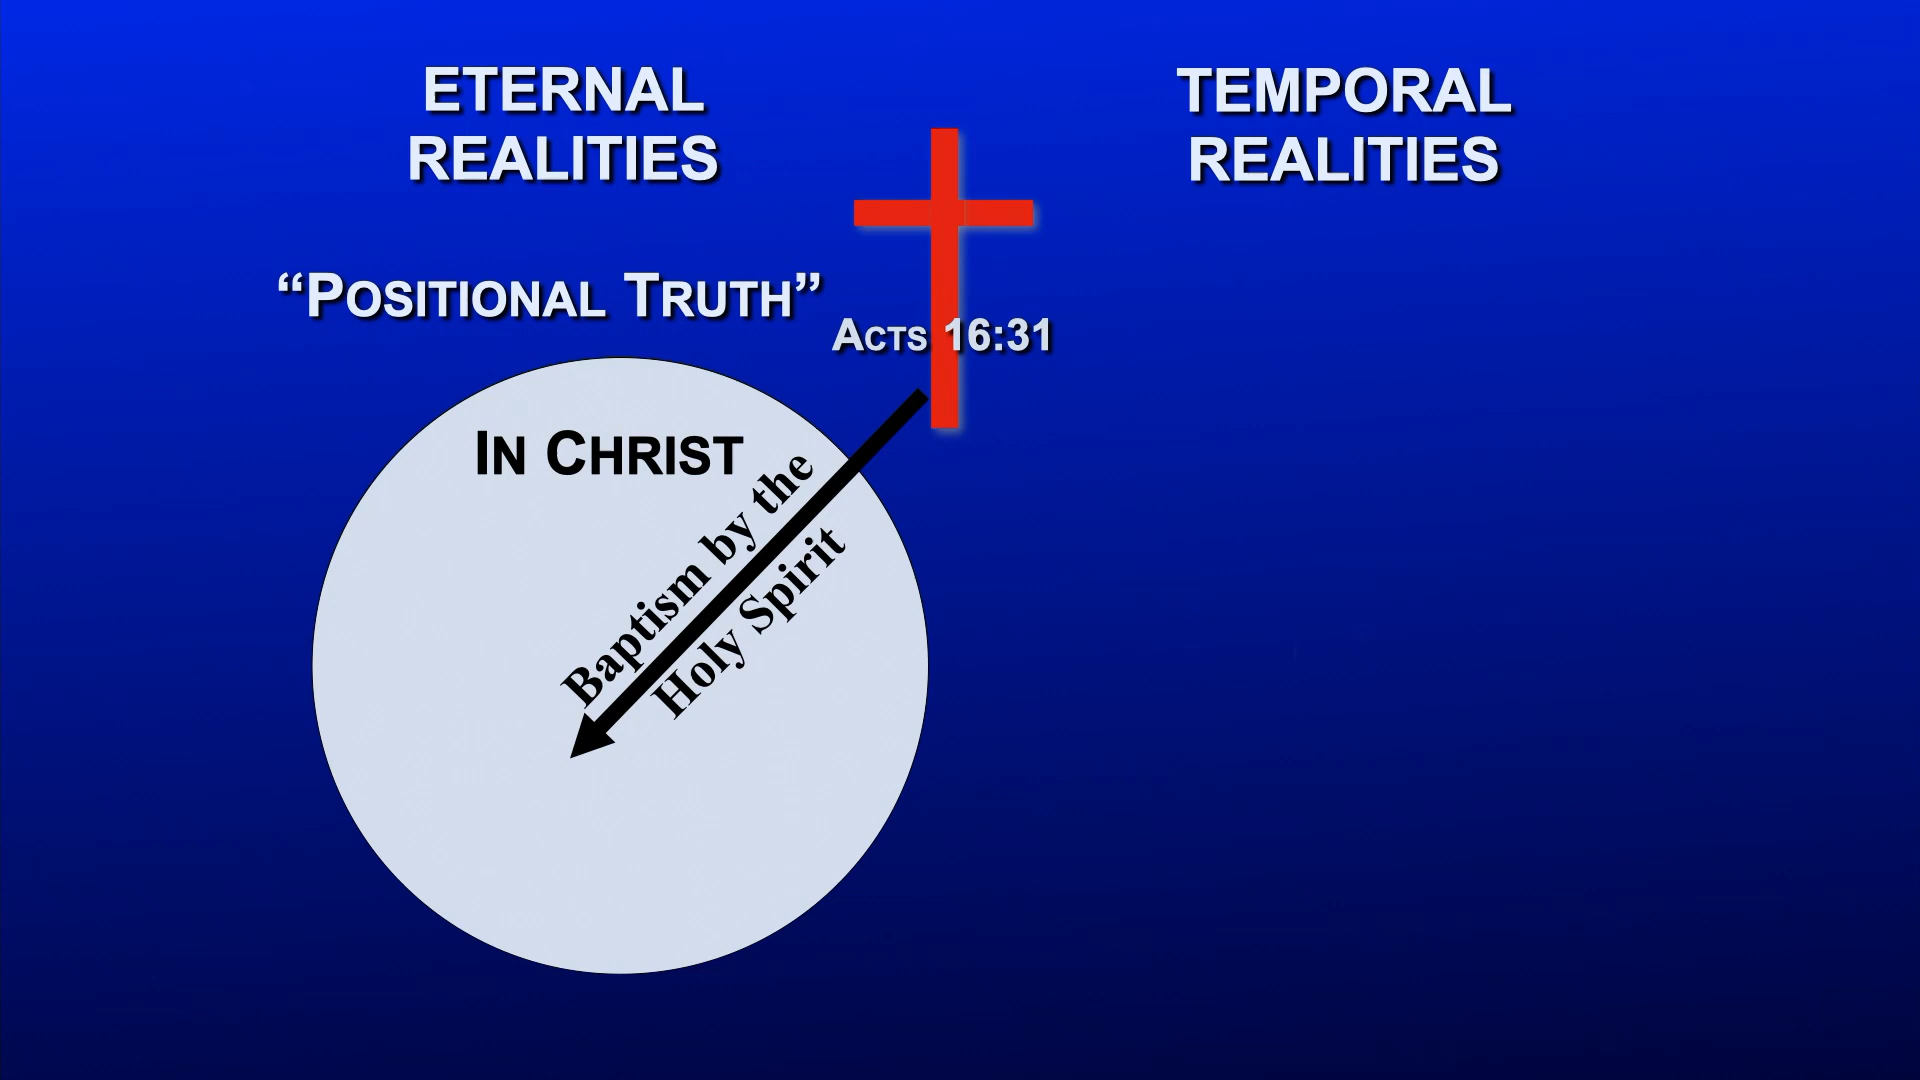 ETERNAL
REALITIES
TEMPORAL
REALITIES
“POSITIONAL TRUTH”
ACTS 16:31
IN CHRIST
Baptism by the
Holy Spirit